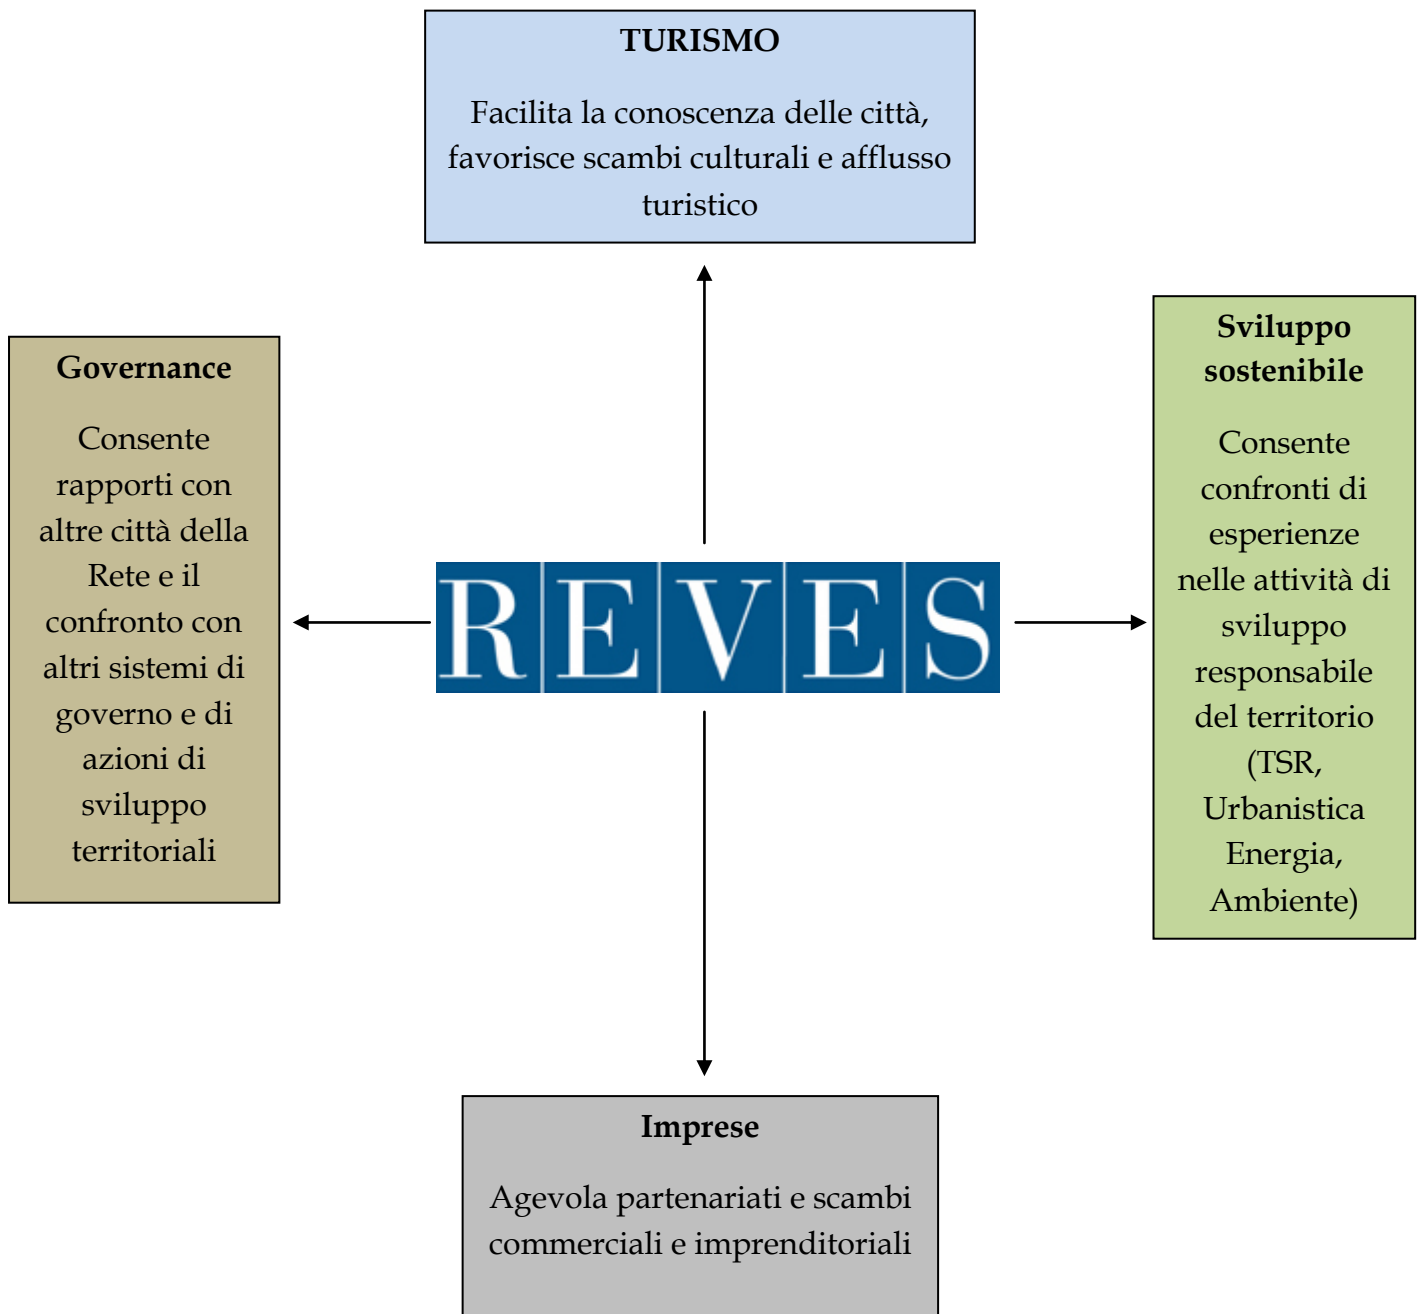 TURISMO
Facilita la conoscenza delle città,
favorisce scambi culturali e afflusso
turistico
Governance
Consente
rapporti con
altre città della
Rete e il
confronto con
altri sistemi di
governo e di
azioni di
sviluppo
territoriali
REVES
Sviluppo
sostenibile
Consente
confronti di
esperienze
nelle attività di
sviluppo
responsabile
del territorio
(TSR,
Urbanistica
Energia,
Ambiente)
Imprese
Agevola partenariati e scambi
commerciali e imprenditoriali